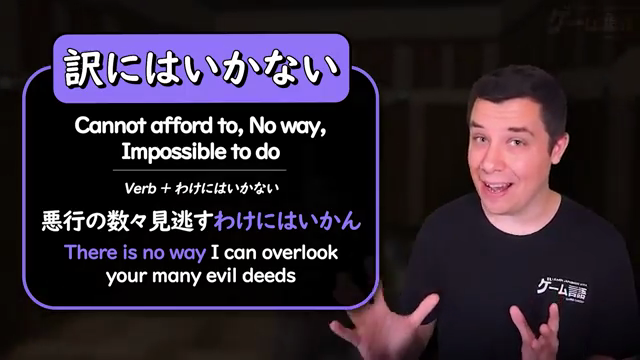 訳にはいかない
Cannot afford to, No way,
Impossible to do
Verb + わけにはいかない
悪行の数々見逃すわけにはいかん
There is no way I can overlook
your many evil deeds
ゲーム言語